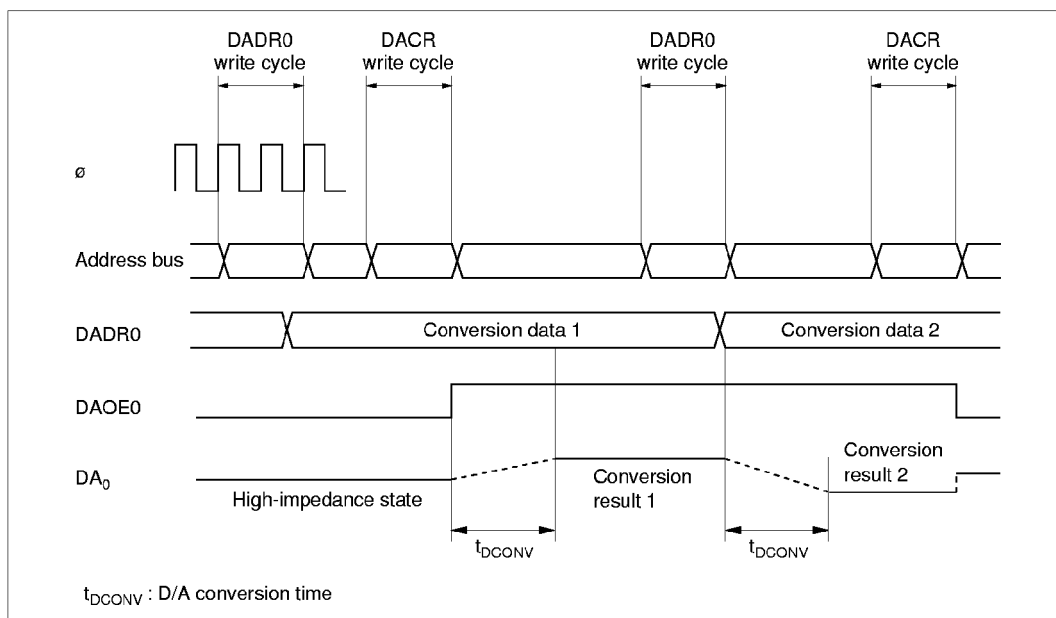 DADR0
write cycle
DACR
write cycle
DADR0
write cycle
DACR
write cycle
ø
Address bus
DADR0
Conversion data 1
Conversion data 2
DAOE0
DA0
High-impedance state
Conversion
result 1
Conversion
result 2
tDCONV
tDCONV
tDCONV : D/A conversion time